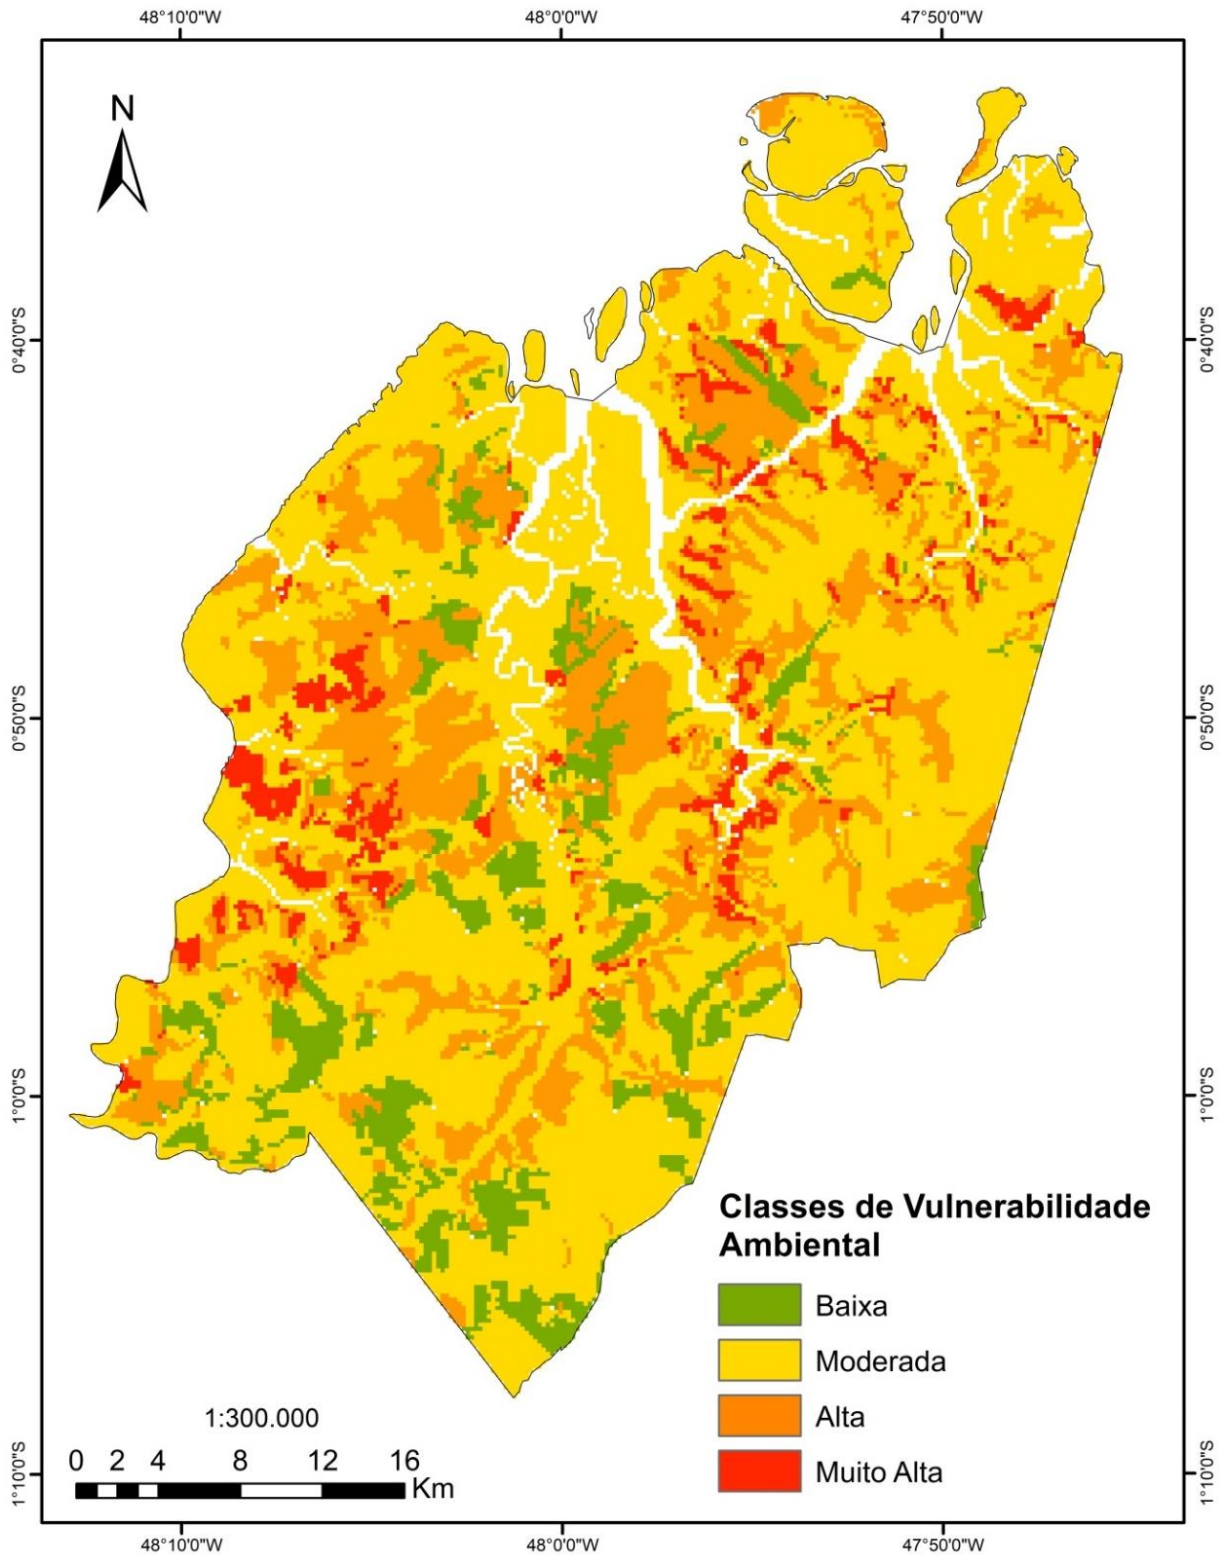 48°10'0"W 48°0'0"W 47°50'0"W
N
0°40'0"S 0°40'0"S
0°50'0"S 0°50'0"S
1°0'0"S 1°0'0"S
Classes de Vulnerabilidade
Ambiental
Baixa
Moderada
Alta
Muito Alta
1:300.000
0 2 4 8 12 16
Km
1°10'0"S 1°10'0"S
48°10'0"W 48°0'0"W 47°50'0"W